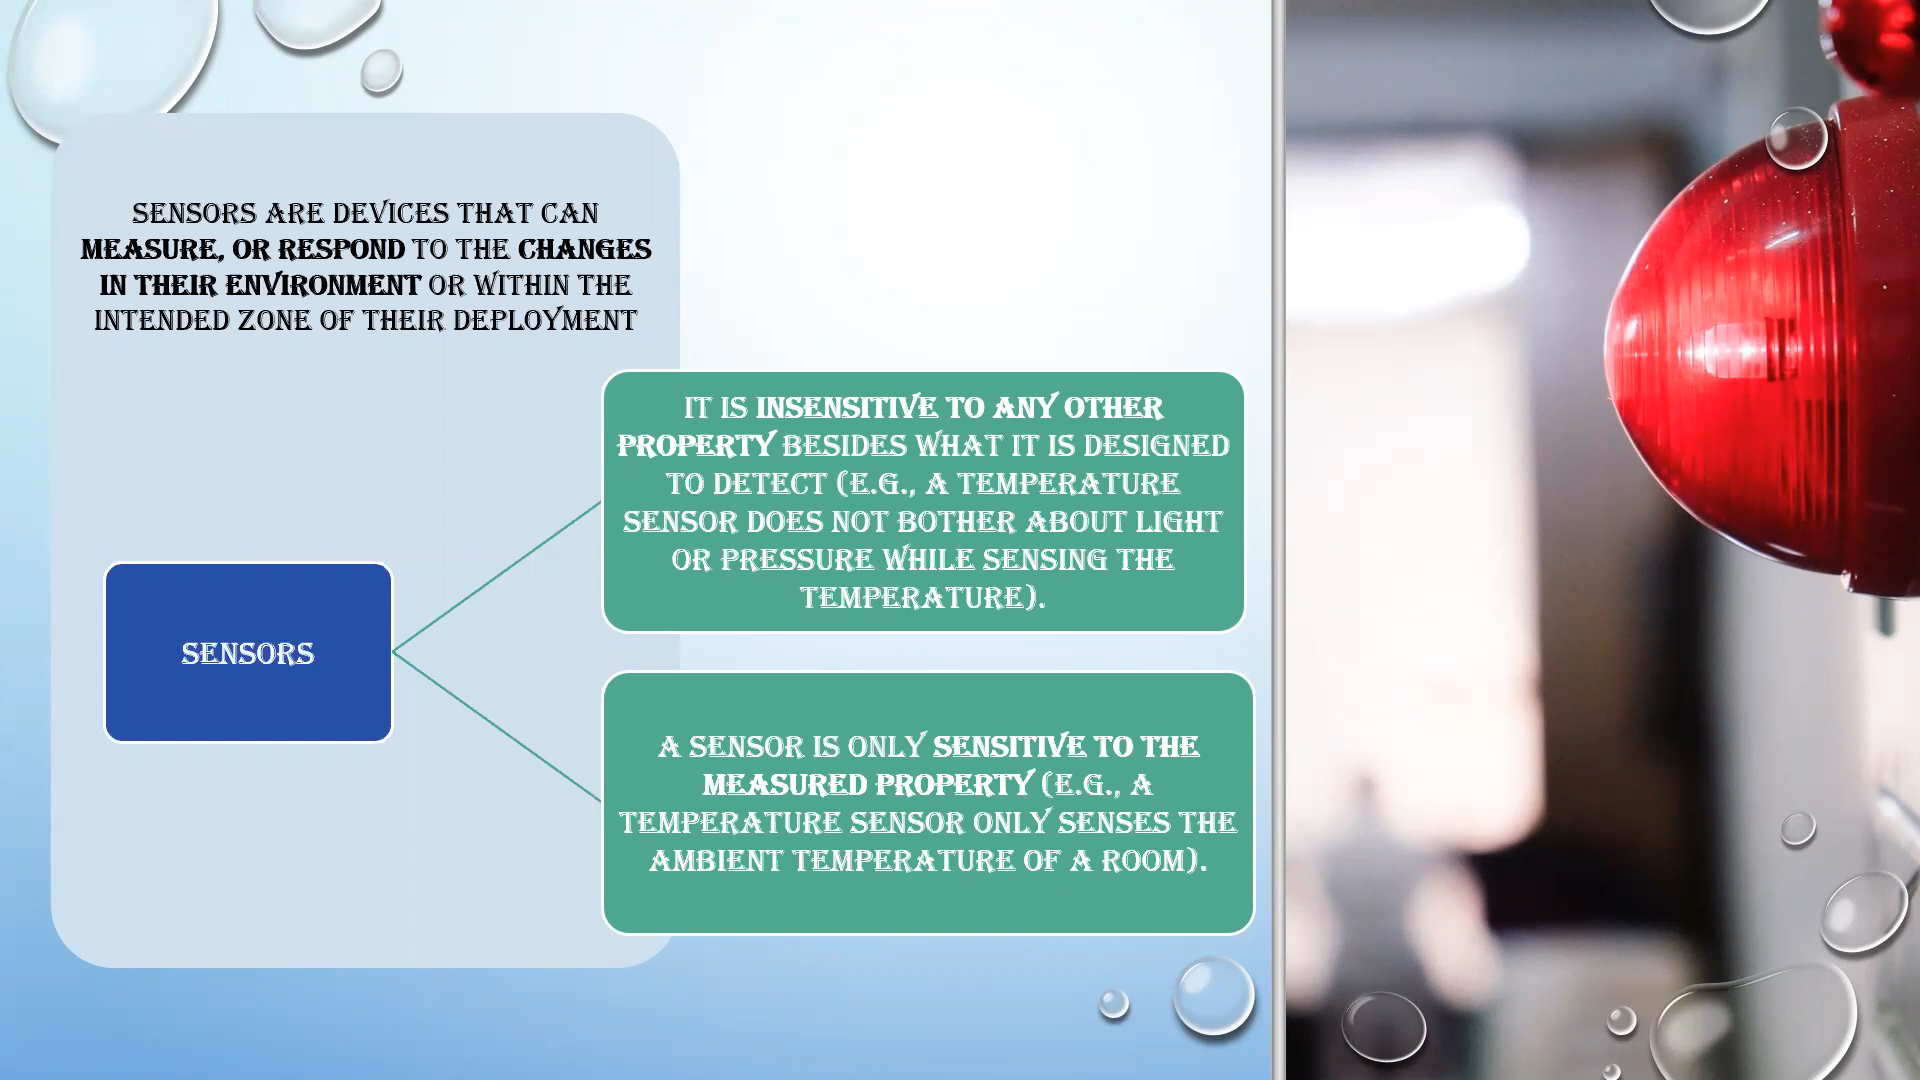 SENSORS ARE DEVICES THAT CAN
MEASURE, OR RESPOND TO THE CHANGES
IN THEIR ENVIRONMENT OR WITHIN THE
INTENDED ZONE OF THEIR DEPLOYMENT
IT IS INSENSITIVE TO ANY OTHER
PROPERTY BESIDES WHAT IT IS DESIGNED
TO DETECT (E.G., A TEMPERATURE
SENSOR DOES NOT BOTHER ABOUT LIGHT
OR PRESSURE WHILE SENSING THE
TEMPERATURE).
SENSORS
A SENSOR IS ONLY SENSITIVE TO THE
MEASURED PROPERTY (E.G., A
TEMPERATURE SENSOR ONLY SENSES THE
AMBIENT TEMPERATURE OF A ROOM).